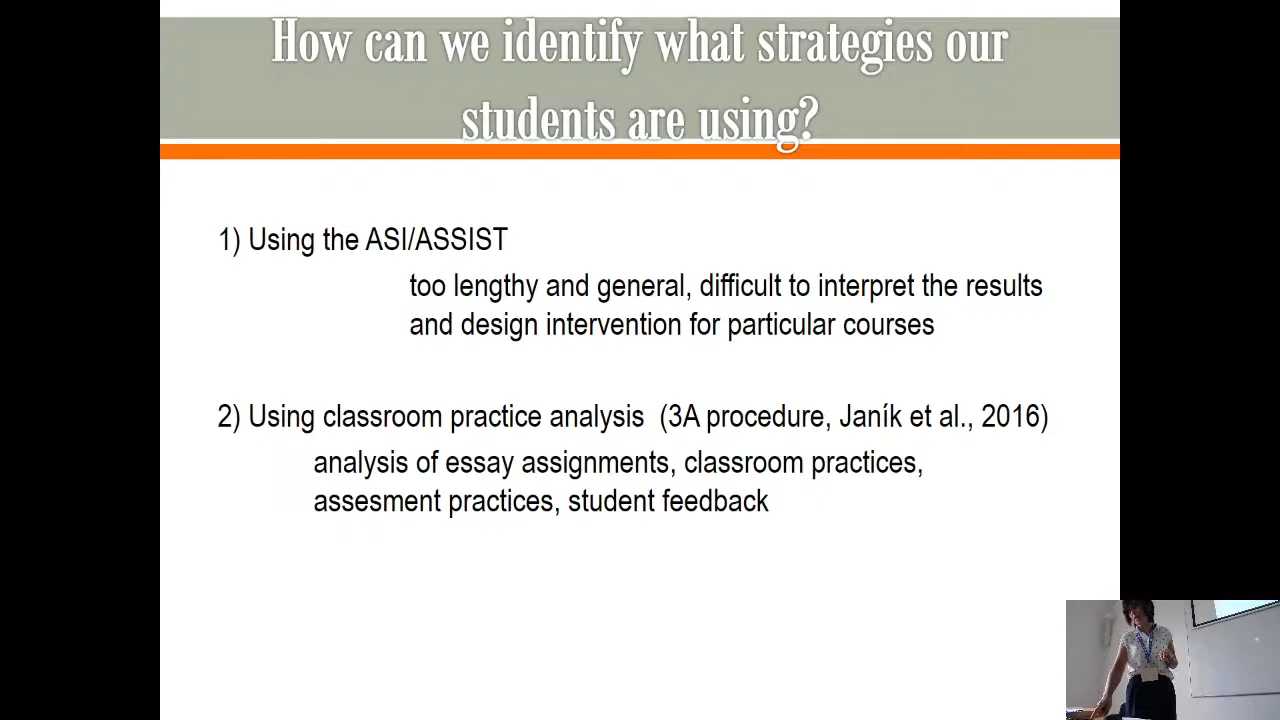 How can we identify what strategies our
students are using?
1) Using the ASI/ASSIST
too lengthy and general, difficult to interpret the results
and design intervention for particular courses
2) Using classroom practice analysis (3A procedure, Janík et al., 2016)
analysis of essay assignments, classroom practices,
assesment practices, student feedback